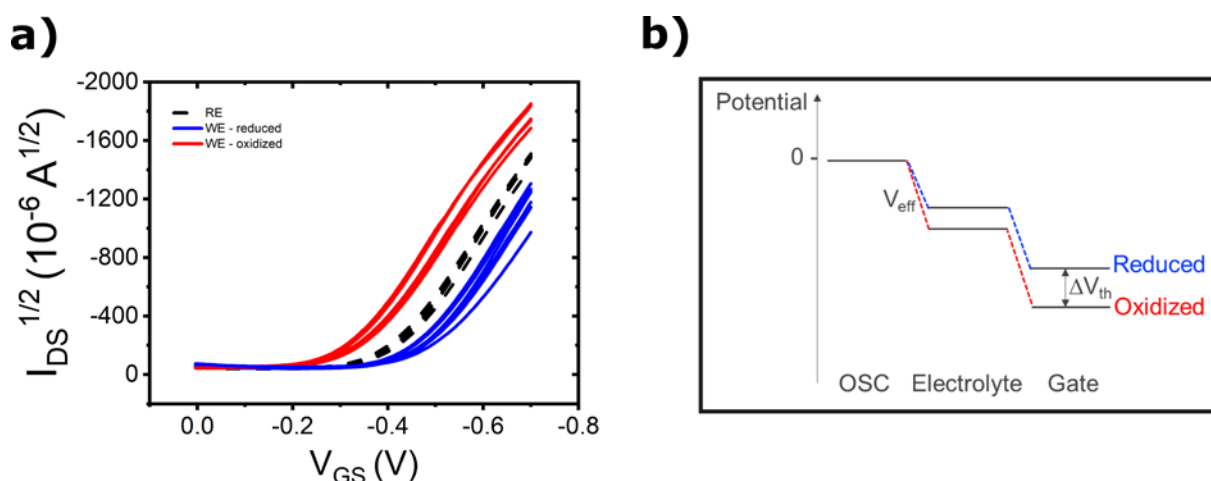 a)
-2000
-1600
-1200
-800
-400
0
I_DS^1/2 (10^-6 A^1/2)
RE
WE - reduced
WE - oxidized
0.0 -0.2 -0.4 -0.6 -0.8
V_GS (V)
b)
Potential
0
V_eff
Reduced
ΔV_th
Oxidized
OSC Electrolyte Gate